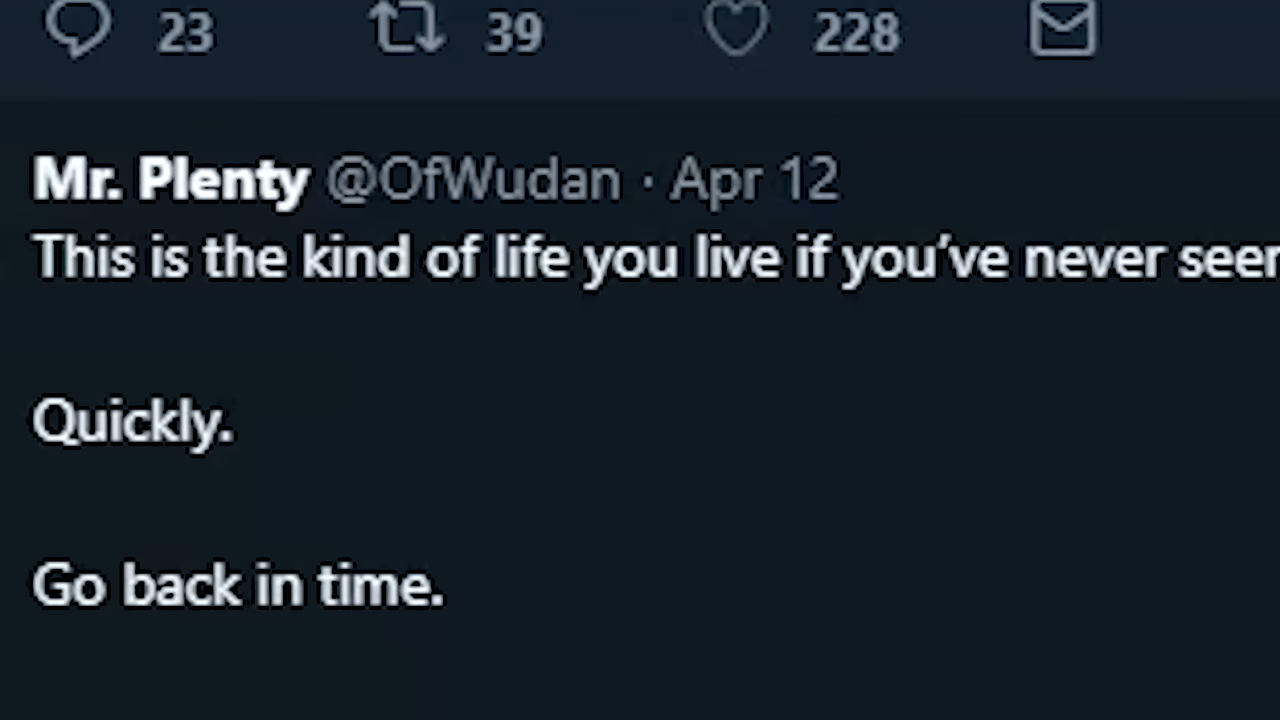 23 39 228
Mr. Plenty @OfWudan · Apr 12
This is the kind of life you live if you’ve never
Quickly.
Go back in time.